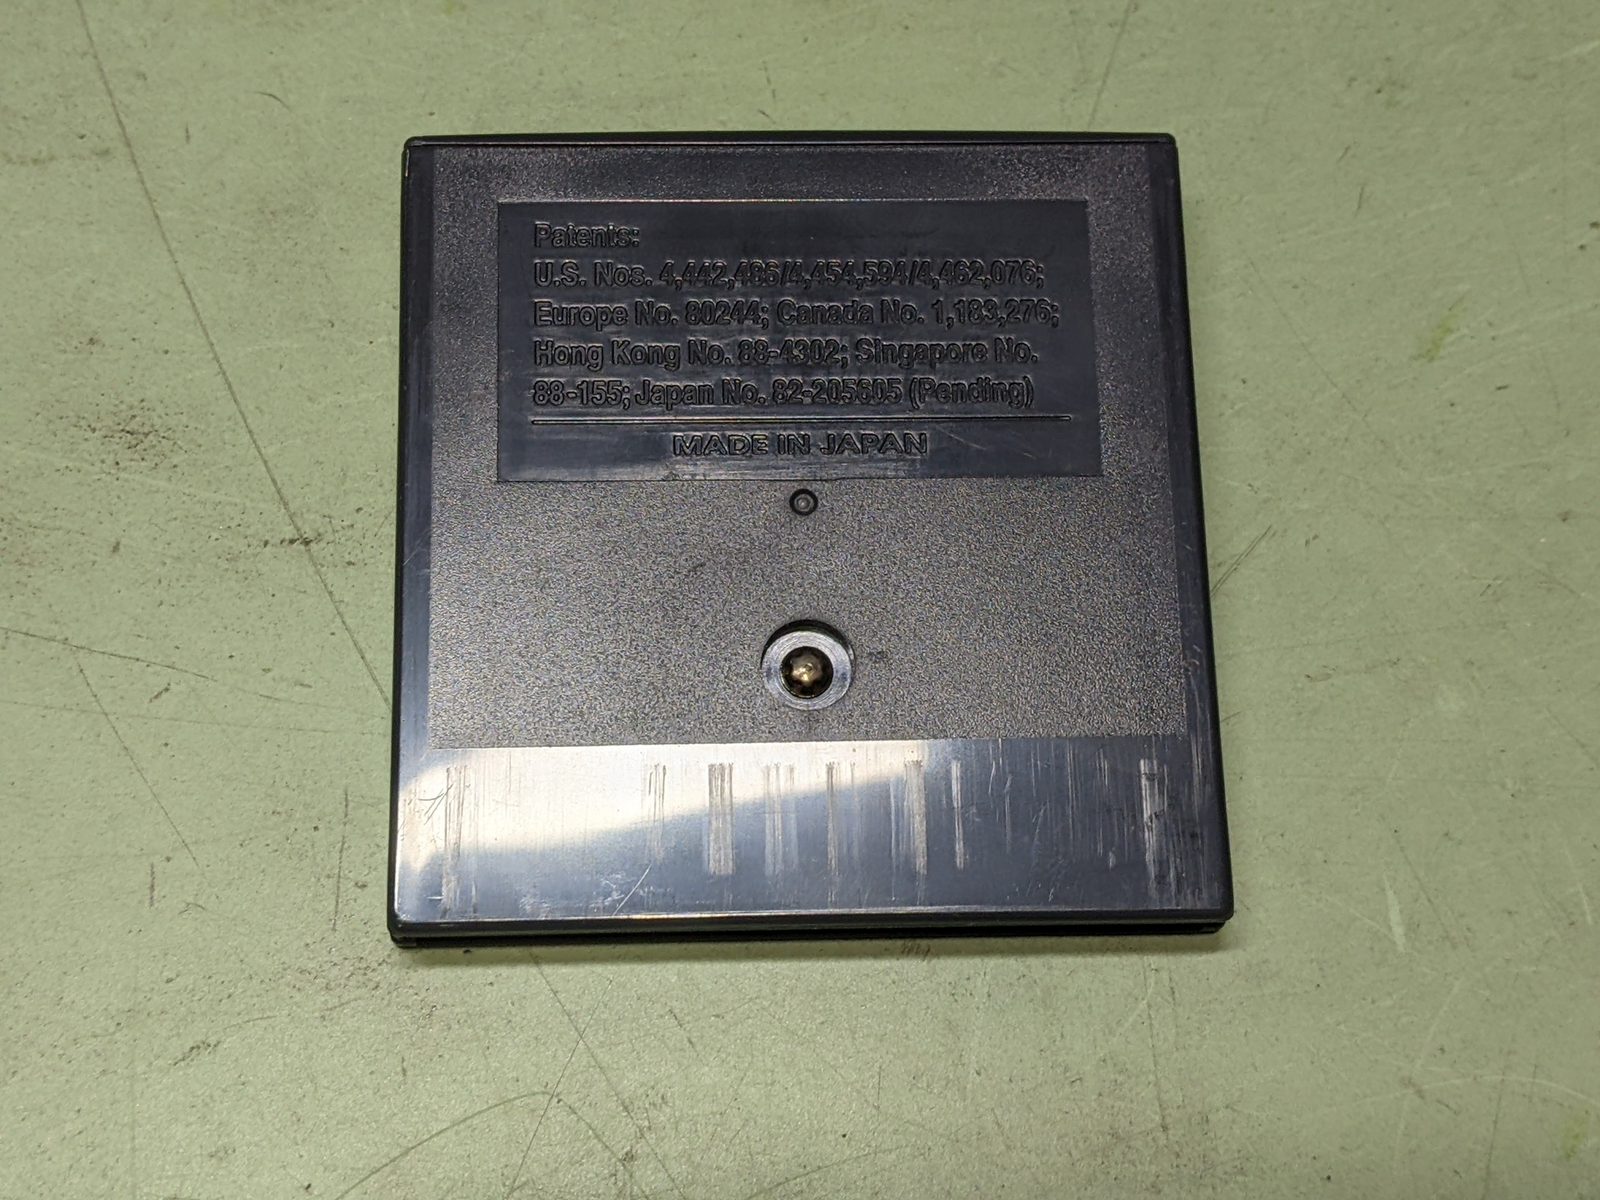 Patents:
U.S. Nos. 4,442,486/4,454,594/4,462,076;
Europe No. 80244; Canada No. 1,183,276;
Hong Kong No. 88-4302; Singapore No.
88-155; Japan No. 82-205605 (Pending)
MADE IN JAPAN